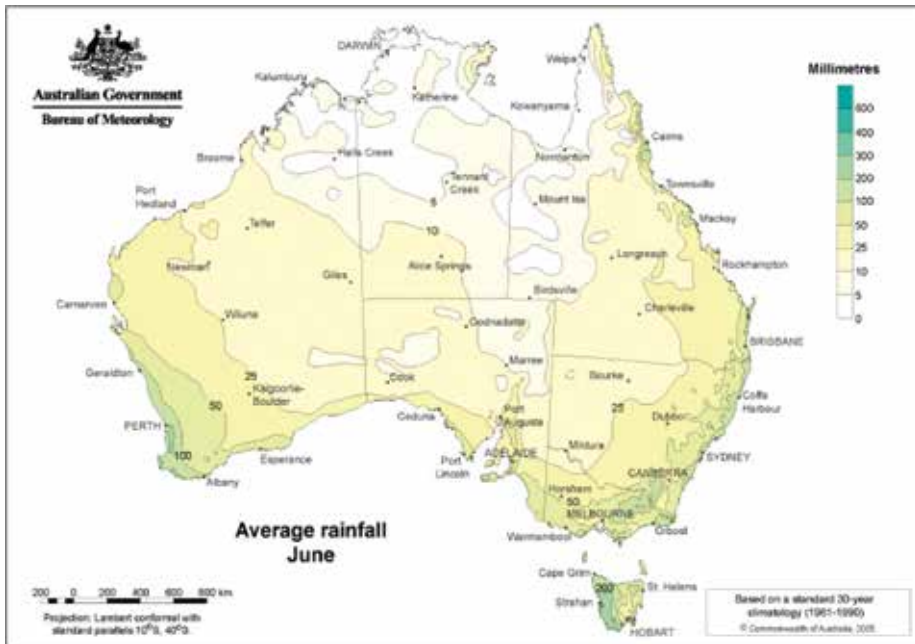 Australian Government
Bureau of Meteorology
Millimetres
600
400
300
200
100
50
25
10
5
0
DARWIN
Kalumburu
Katherine
Weipa
Kowanyama
Cairns
Broome
Halls Creek
Normanton
Tennant
Creek
Townsville
Port
Hedland
Mount Isa
Mackay
5
Telfer
10
Newman
Giles
Alice Springs
Longreach
Rockhampton
Carnarvon
Birdsville
Wiluna
Oodnadatta
Charleville
BRISBANE
Marree
Geraldton
25
Cook
Bourke
Kalgoorlie-
Boulder
Coffs
Harbour
50
25
Ceduna
Port
Augusta
Dubbo
PERTH
Mildura
100
Esperance
Port
Lincoln
ADELAIDE
SYDNEY
CANBERRA
Albany
Horsham
50
MELBOURNE
Warrnambool
Orbost
Average rainfall
June
Cape Grim
200
St. Helens
Strahan
HOBART
200 0 200 400 600 800 km
Projection: Lambert conformal with
standard parallels 10°S, 40°S.
Based on a standard 30-year
climatology (1961-1990)
© Commonwealth of Australia, 2005